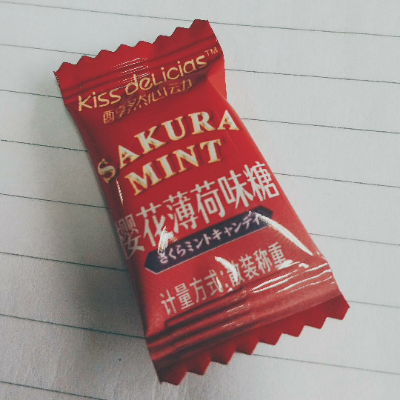 Kiss deLicias™
SAKURA
MINT
樱花薄荷味糖
さくらミントキャンディ
计量方式:散装称重